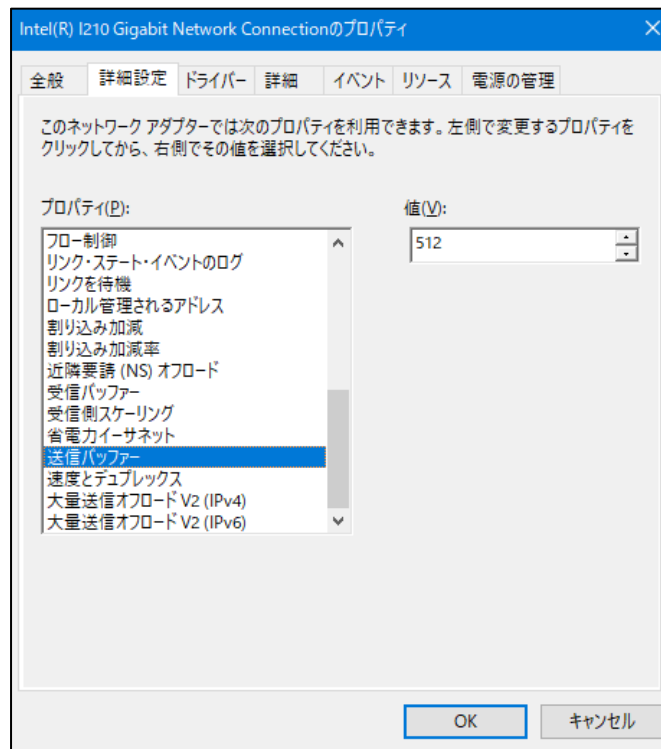 Intel(R) I210 Gigabit Network Connectionのプロパティ
全般 詳細設定 ドライバー 詳細 イベント リソース 電源の管理
このネットワーク アダプターでは次のプロパティを利用できます。左側で変更するプロパティを
クリックしてから、右側でその値を選択してください。
プロパティ(P): 値(V):
フロー制御
リンク・ステート・イベントのログ
リンクを待機
ローカル管理されるアドレス
割り込み加減
割り込み加減率
近隣要請 (NS) オフロード
受信バッファー
受信側スケーリング
省電力イーサネット
送信バッファー
速度とデュプレックス
大量送信オフロード V2 (IPv4)
大量送信オフロード V2 (IPv6)
512
OK キャンセル